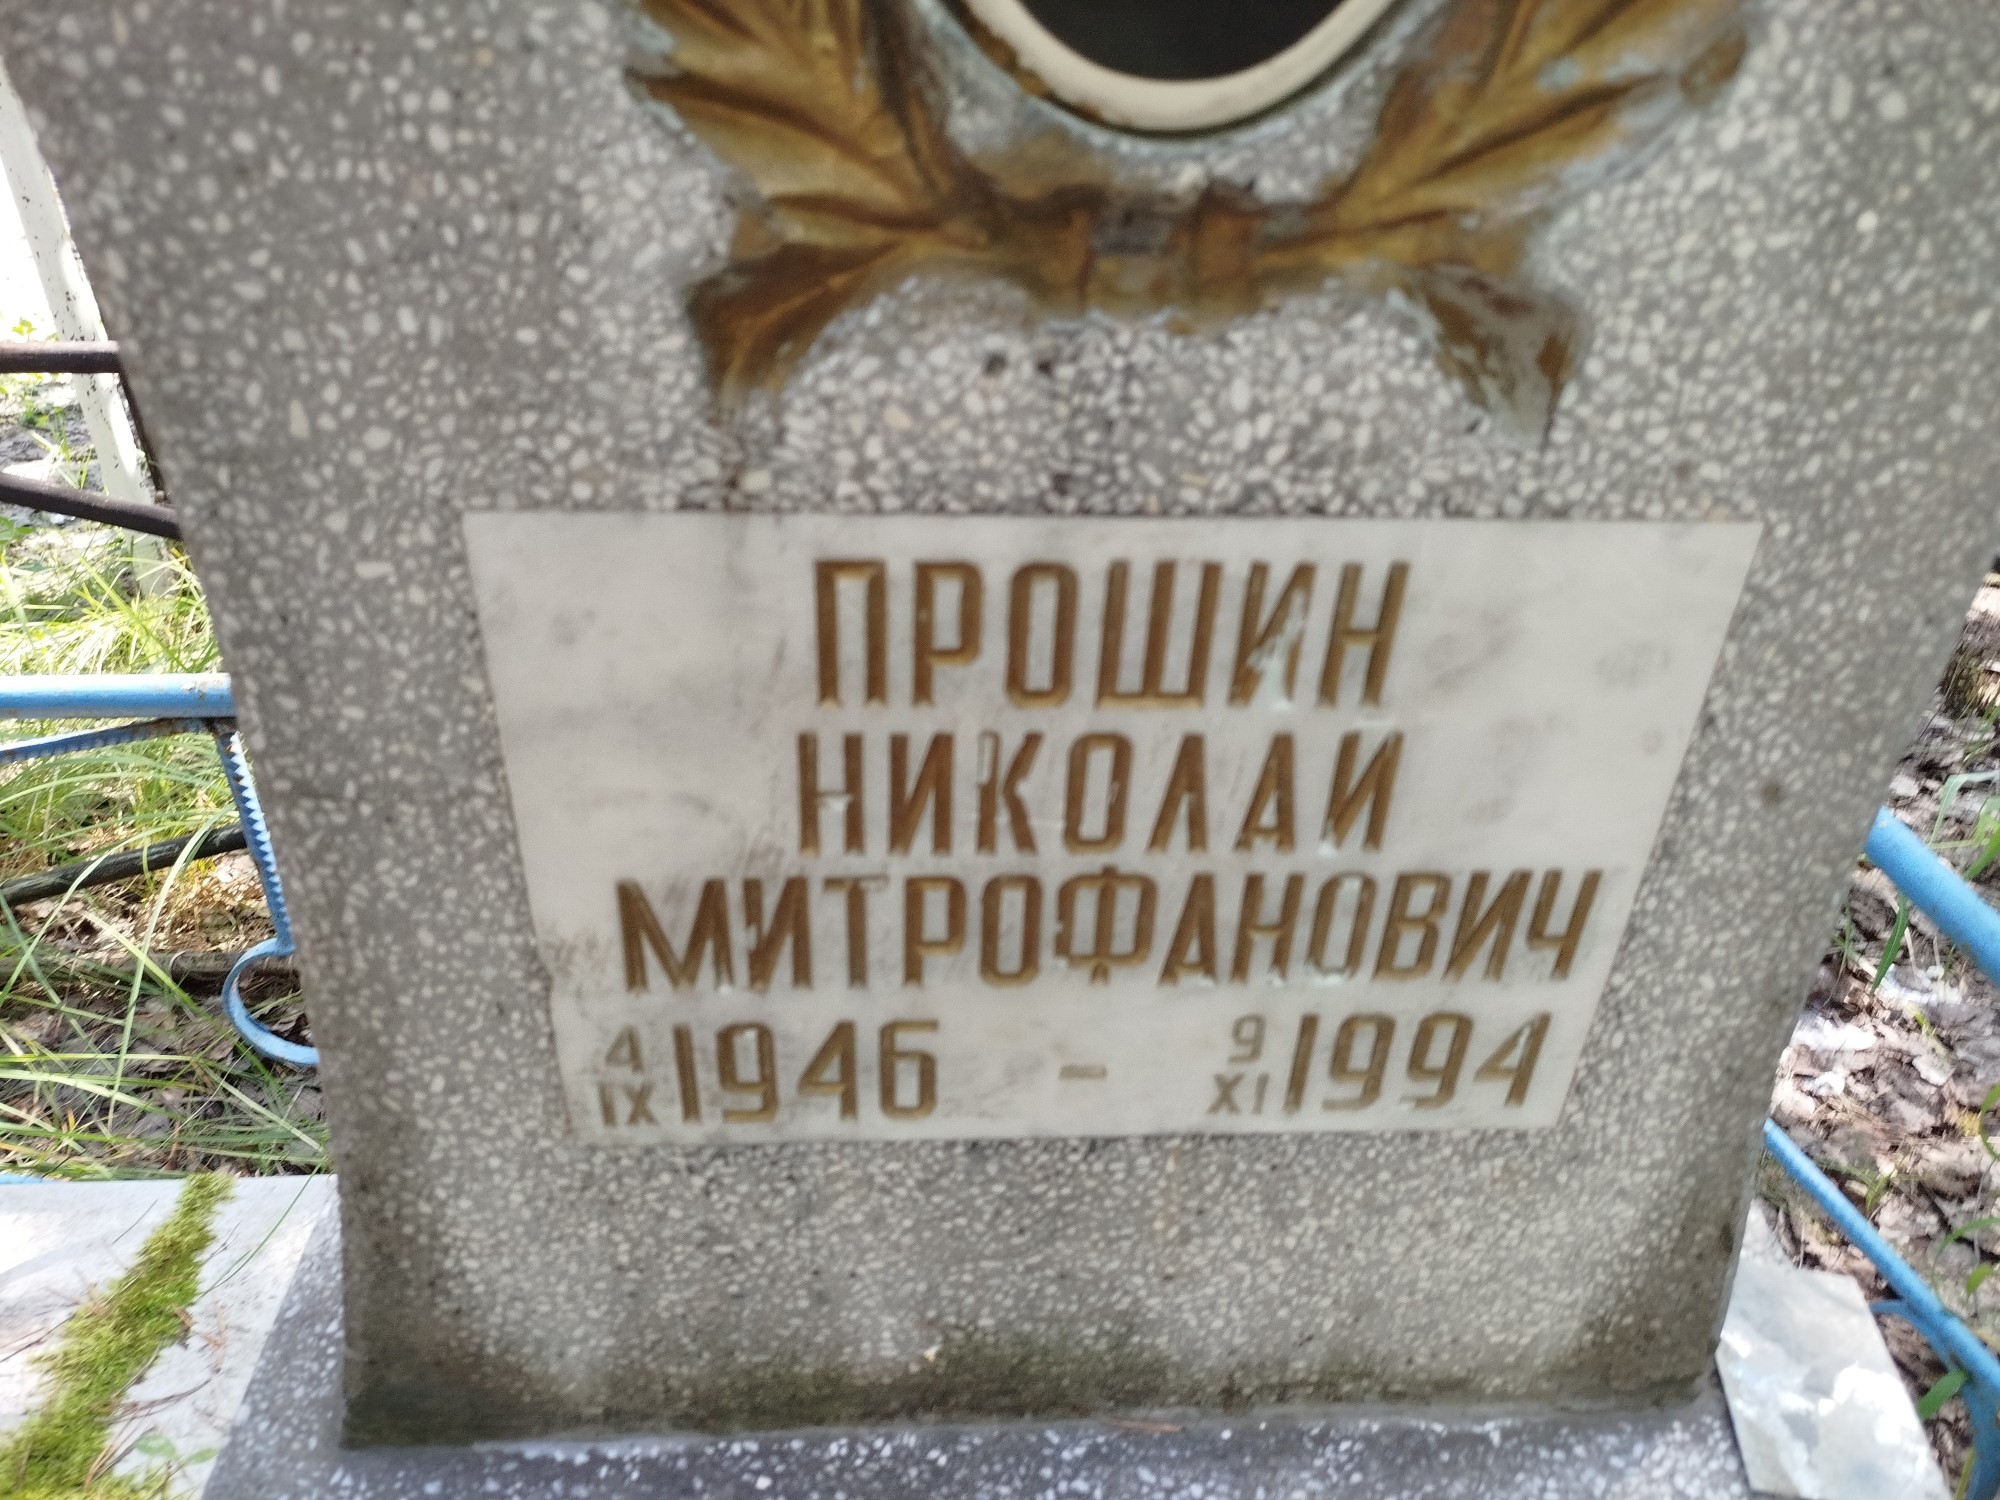 ПРОШИН
НИКОЛАИ
МИТРОФАНОВИЧ
4/IX 1946 - 9/XI 1994